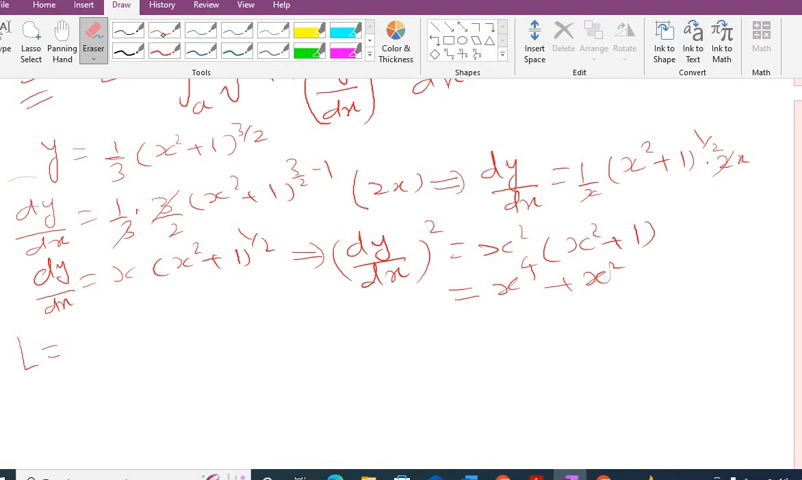 File Home Insert Draw History Review View Help
Type Lasso Select Panning Hand Eraser Color & Thickness Insert Space Delete Arrange Rotate Ink to Shape Ink to Text Ink to Math Math
Tools Shapes Edit Convert Math
∫a √ dx
dx
y = 1/3 (x² + 1)^3/2
dy/dx = 1/3 · 3/2 (x² + 1)^3/2 - 1 (2x) ⇒ dy/dx = 1/2 (x² + 1)^1/2 · 2x
dy/dx = x (x² + 1)^1/2 ⇒ (dy/dx)² = x² (x² + 1)
= x⁴ + x²
L =